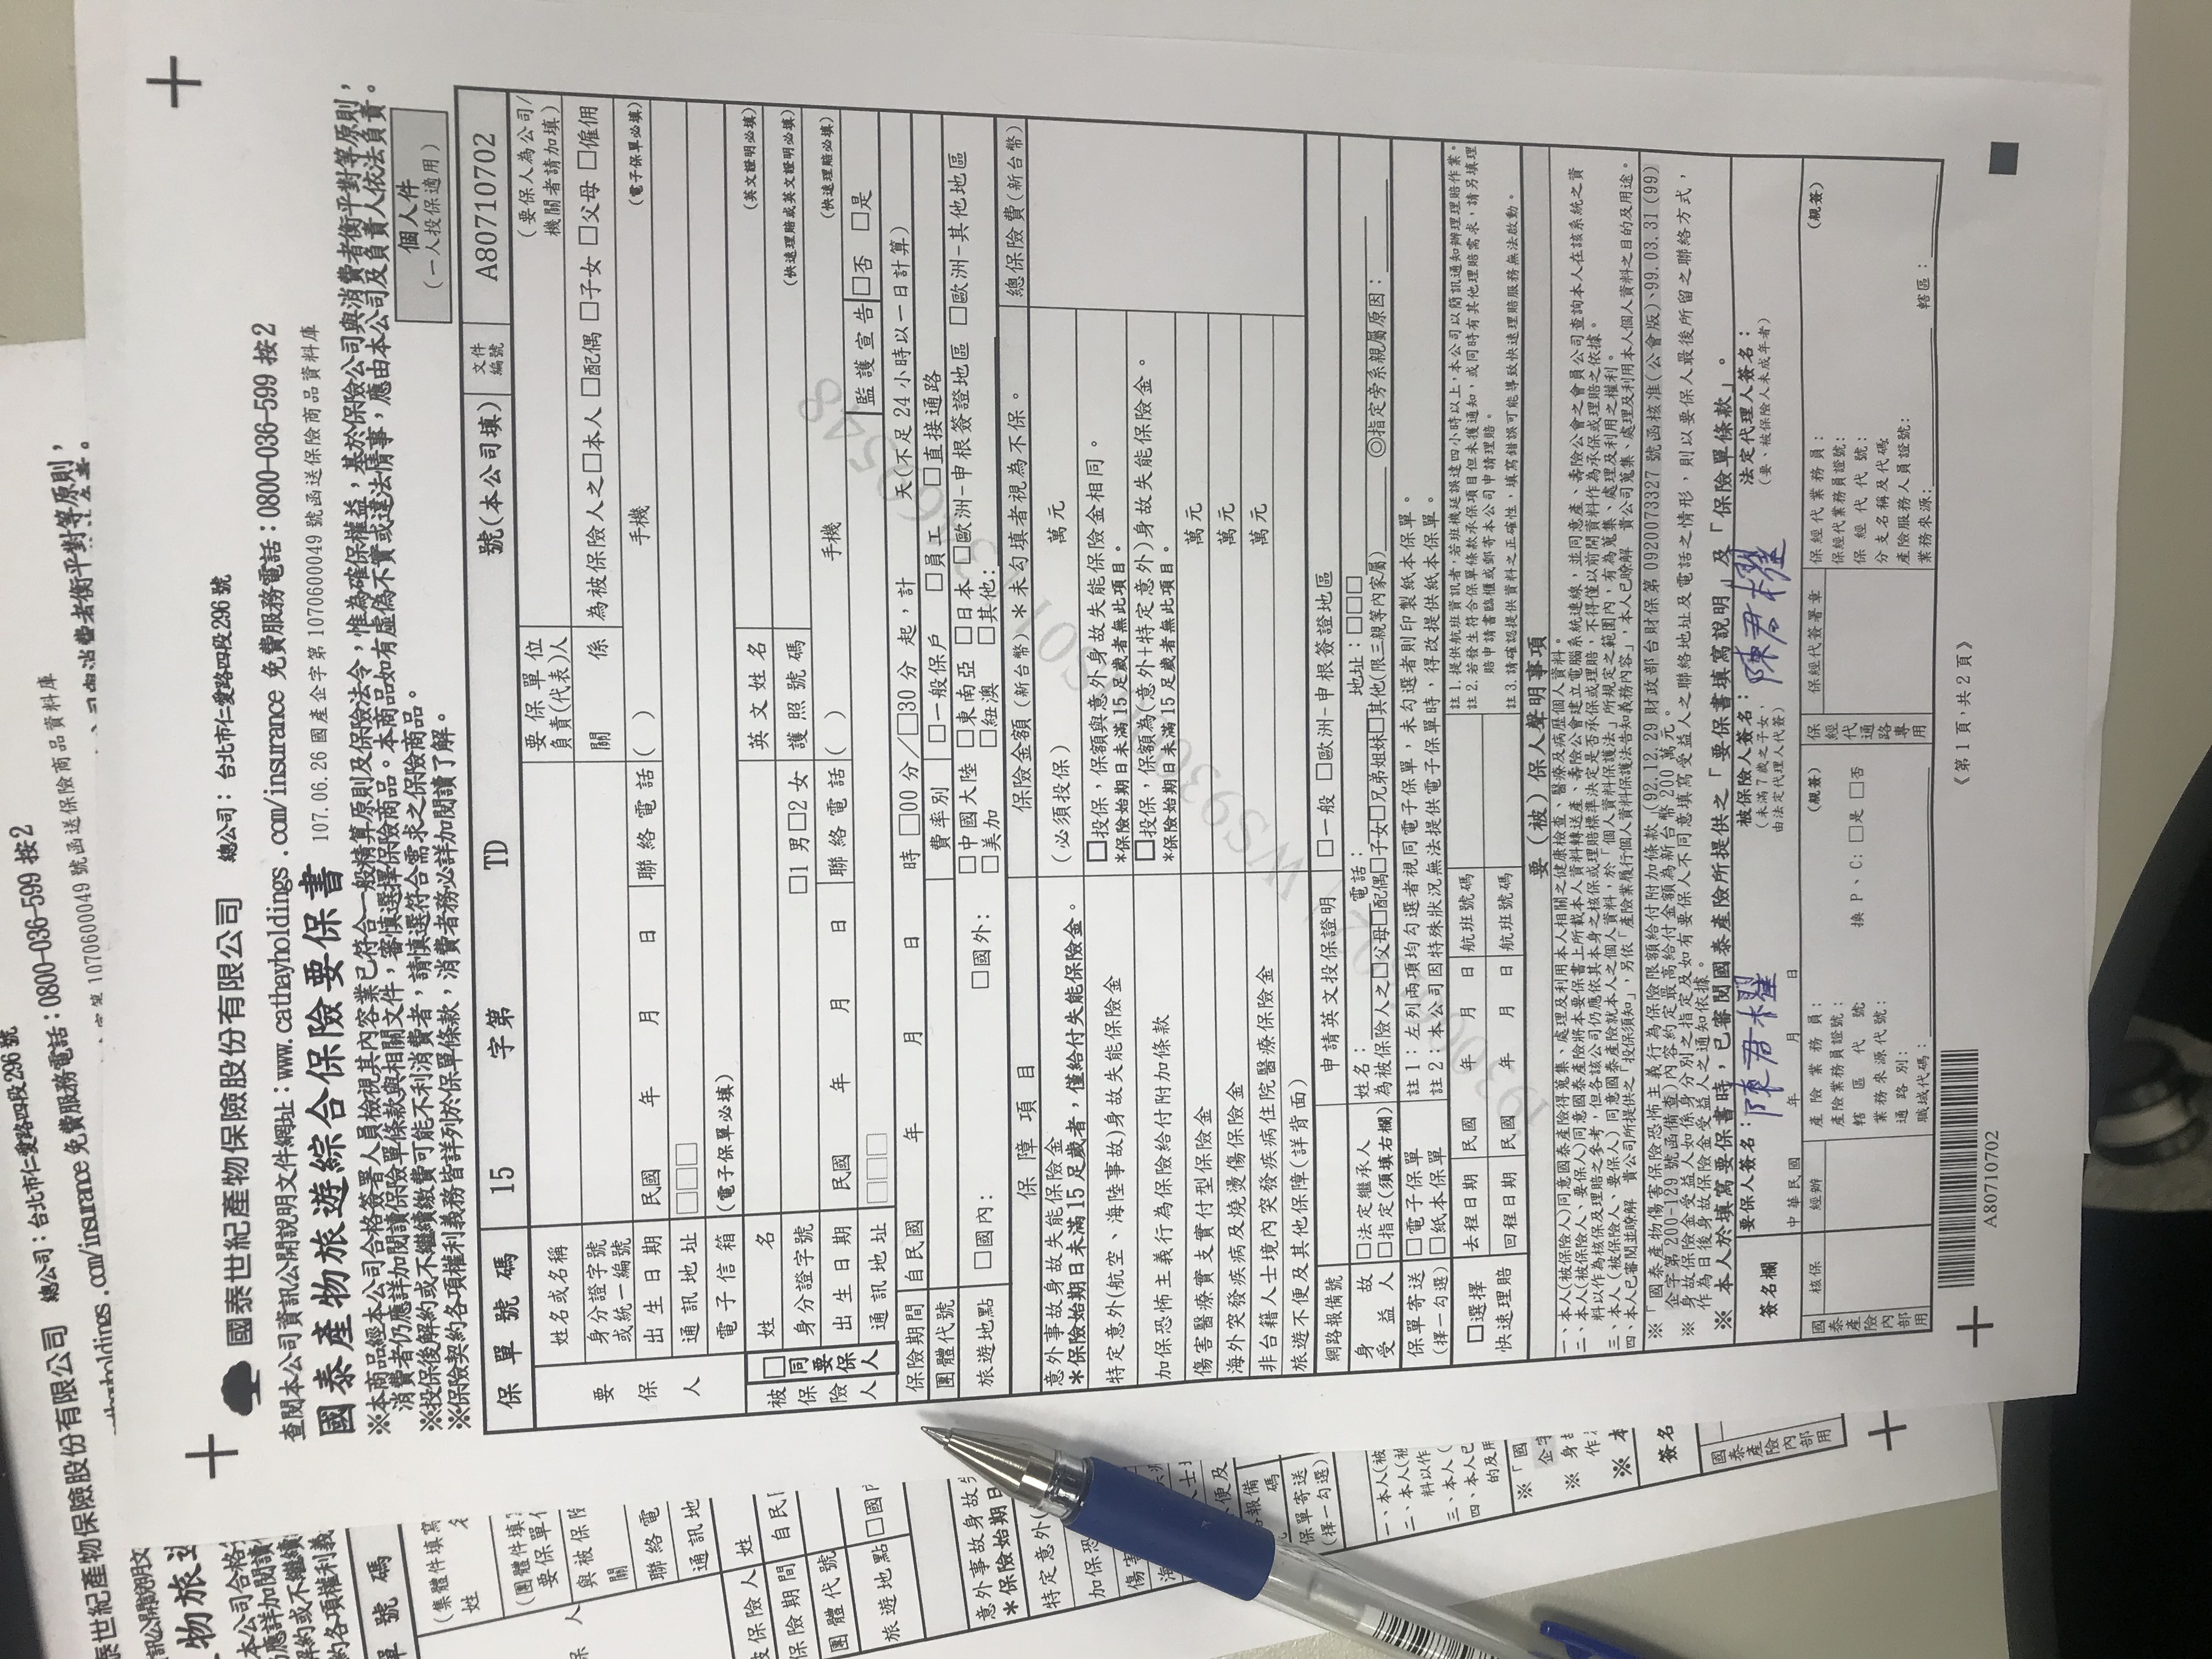 泰世紀產物保險股份有限公司 總公司：台北市仁愛路四段296號
cathayholdings .com/insurance 免費服務電話：0800-036-599 按2
字第 1070600049 號函送保險商品資料庫
公司與消費者衡平對等原則，
國泰世紀產物保險股份有限公司 總公司： 台北市仁愛路四段296號
查閱本公司資訊公開說明文件網址：www.cathayholdings .com/insurance 免費服務電話：0800-036-599 按2
國泰產物旅遊綜合保險要保書 107.06.26 國產企字第 1070600049 號函送保險商品資料庫
※本商品經本公司合格簽署人員檢視其內容業已符合一般精算原則及保險法令，惟為確保權益，基於保險公司與消費者衡平對等原則，
消費者仍應詳加閱讀保險單條款與相關文件，審慎選擇保險商品。本商品如有虛偽不實或違法情事，應由本公司及負責人依法負責。
※投保後解約或不繼續繳費可能不利消費者，請慎選符合需求之保險商品。
※保險契約各項權利義務皆詳列於保單條款，消費者務必詳加閱讀了解。
個人件
(一人投保適用)
保單號碼 15 字第 TD 號(本公司填) 文件編號 A80710702
要保人
姓名或名稱 要保單位負責(代表)人 (要保人為公司/機關者請加填)
身分證字號或統一編號 關係 為被保險人之□本人 □配偶 □子女 □父母 □僱傭
出生日期 民國 年 月 日 聯絡電話 ( ) 手機 (電子保單必填)
通訊地址 □□□
電子信箱 (電子保單必填)
被保險人 □同要保人
姓名 英文姓名 (英文證明必填)
身分證字號 □1 男□2 女 護照號碼 (快速理賠或英文證明必填)
出生日期 民國 年 月 日 聯絡電話 ( ) 手機 (快速理賠必填)
通訊地址 □□□ 監護宣告 □否 □是
保險期間 自民國 年 月 日 時 □00 分／□30 分 起，計 天(不足 24 小時以一日計算)
團體代號 費率別 □一般保戶 □員工 □直接通路
旅遊地點 □國內: □國外: □中國大陸 □東南亞 □日本 □歐洲-申根簽證地區 □歐洲-其他地區
□美加 □紐澳 □其他:
保障項目 保險金額(新台幣)＊未勾填者視為不保。 總保險費(新台幣)
意外事故身故失能保險金 (必須投保) 萬元
＊保險始期日未滿15足歲者，僅給付失能保險金。
特定意外(航空、海陸事故)身故失能保險金 □投保，保額與意外身故失能保險金相同。
*保險始期日未滿15足歲者無此項目。
加保恐怖主義行為保險給付附加條款 □投保，保額為(意外+特定意外)身故失能保險金。
*保險始期日未滿15足歲者無此項目。
傷害醫療實支實付型保險金 萬元
海外突發疾病及燒燙傷保險金 萬元
非台籍人士境內突發疾病住院醫療保險金 萬元
旅遊不便及其他保障(詳背面)
網路報備號 申請英文投保證明 □一般 □歐洲-申根簽證地區
身故受益人 □法定繼承人 姓名： 電話： 地址：□□□
□指定(須填右欄) 為被保險人之□父母□配偶□子女□兄弟姐妹□其他(限三親等內家屬) ◎指定旁系親屬原因：
保單寄送 □電子保單 註1：左列兩項均勾選者視同電子保單，未勾選者則印製紙本保單。
(擇一勾選) □紙本保單 註2：本公司因特殊狀況無法提供電子保單時，得改提供紙本保單。
□選擇快速理賠
去程日期 民國 年 月 日 航班號碼
回程日期 民國 年 月 日 航班號碼
註1.提供航班資訊者，若班機延誤達四小時以上，本公司以簡訊通知辦理理賠作業。
註2.若發生符合保單條款承保項目但未獲通知，或同時有其他理賠需求，請另填理
賠申請書臨櫃或郵寄本公司申請理賠。
註3.請確認提供資料之正確性，填寫錯誤可能導致快速理賠服務無法啟動。
要(被)保人聲明事項
一、本人(被保險人)同意國泰產險得蒐集、處理及利用本人相關之健康檢查、醫療及病歷個人資料。
二、本人(被保險人、要保人)同意國泰產險將本要保書上所載本人資料轉送產、壽險公會建立電腦系統連線，並同意產、壽險公會之會員公司查詢本人在該系統之資
料以作為核保及理賠之參考，但各該公司仍應依其本身之核保或理賠標準決定是否承保或理賠，不得僅以前開資料作為承保或理賠之依據。
三、本人(被保險人、要保人)同意國泰產險就本人之個人資料，於「個人資料保護法」所規定之範圍內，有為蒐集、處理及利用之權利。
四、本人已審閱並瞭解 貴公司所提供之「投保須知」，另依「產險業履行個人資料保護法告知義務內容」，本人已瞭解 貴公司蒐集、處理及利用本人個人資料之目的及用途。
※「國泰產物傷害保險恐怖主義行為保險限額給付附加條款」(92.12.29 財政部台財保第 0920073327 號函核准(公會版)、99.03.31(99)
企字第 200-129 號函備查)內容約定最高給付金額為新台幣 200 萬元。
※ 身故保險金受益人如係身分別之指定及如有要保人不同意填寫受益人之聯絡地址及電話之情形，則以要保人最後所留之聯絡方式，
作為日後身故保險金受益人之通知依據。
※ 本人於填寫要保書時，已審閱國泰產險所提供之「要保書填寫說明」及「保險單條款」。
簽名欄 要保人簽名：陳君櫂 被保險人簽名：陳君櫂 法定代理人簽名：
(未滿7歲之子女，由法定代理人代簽) (要、被保險人未成年者)
中華民國 年 月 日
國泰產險內部用 核保 經辦 產險業務員： (親簽) 保經代通路專用 保經代簽署章 保經代業務員： (親簽)
產險業務員證號： 保經代業務員證號：
轄區代號 換P、C：□是 □否 保經代代號：
業務來源代號： 分支名稱及代碼
通路別： 產險服務人員證號：
職域代碼： 業務來源： 轄區：
A80710702
《第1頁，共2頁》